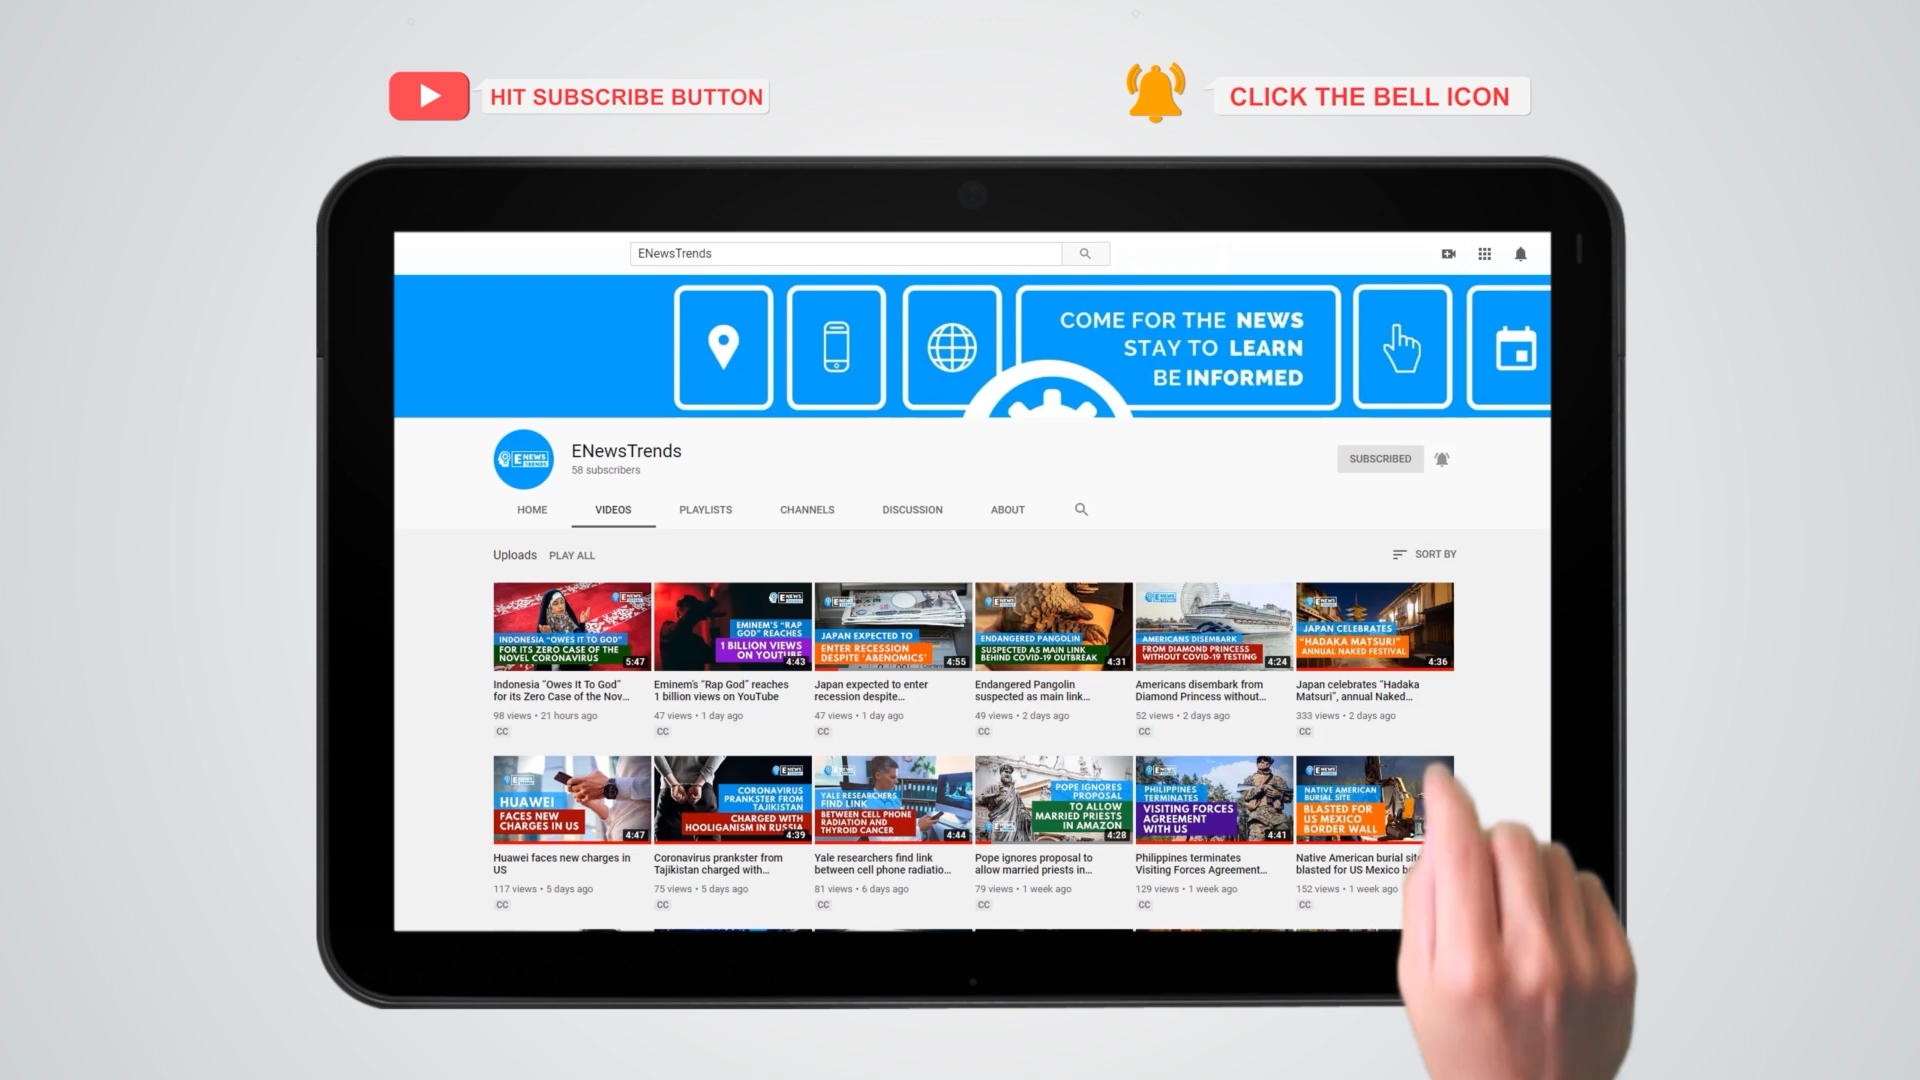 HIT SUBSCRIBE BUTTON
CLICK THE BELL ICON
ENewsTrends
COME FOR THE NEWS
STAY TO LEARN
BE INFORMED
E NEWS
TRENDS
ENewsTrends
58 subscribers
SUBSCRIBED
HOME VIDEOS PLAYLISTS CHANNELS DISCUSSION ABOUT
Uploads PLAY ALL
SORT BY
INDONESIA "OWES IT TO GOD"
FOR ITS ZERO CASE OF THE
NOVEL CORONAVIRUS
5:47
EMINEM'S "RAP
GOD" REACHES
1 BILLION VIEWS
ON YOUTUBE
4:43
JAPAN EXPECTED TO
ENTER RECESSION
DESPITE 'ABENOMICS'
4:55
ENDANGERED PANGOLIN
SUSPECTED AS MAIN LINK
BEHIND COVID-19 OUTBREAK
4:31
AMERICANS DISEMBARK
FROM DIAMOND PRINCESS
WITHOUT COVID-19 TESTING
4:24
JAPAN CELEBRATES
"HADAKA MATSURI"
ANNUAL NAKED FESTIVAL
4:36
Indonesia "Owes It To God"
for its Zero Case of the Nov...
98 views • 21 hours ago
CC
Eminem's "Rap God" reaches
1 billion views on YouTube
47 views • 1 day ago
CC
Japan expected to enter
recession despite...
47 views • 1 day ago
CC
Endangered Pangolin
suspected as main link...
49 views • 2 days ago
CC
Americans disembark from
Diamond Princess without...
52 views • 2 days ago
CC
Japan celebrates "Hadaka
Matsuri", annual Naked...
333 views • 2 days ago
CC
HUAWEI
FACES NEW
CHARGES IN US
4:47
CORONAVIRUS
PRANKSTER FROM
TAJIKISTAN
CHARGED WITH
HOOLIGANISM IN RUSSIA
4:39
YALE RESEARCHERS
FIND LINK
BETWEEN CELL PHONE
RADIATION AND
THYROID CANCER
4:44
POPE IGNORES
PROPOSAL
TO ALLOW
MARRIED PRIESTS
IN AMAZON
4:28
PHILIPPINES
TERMINATES
VISITING FORCES
AGREEMENT
WITH US
4:41
NATIVE AMERICAN
BURIAL SITE
BLASTED FOR
US MEXICO
BORDER WALL
Huawei faces new charges in
US
117 views • 5 days ago
CC
Coronavirus prankster from
Tajikistan charged with...
75 views • 5 days ago
CC
Yale researchers find link
between cell phone radiatio...
81 views • 6 days ago
CC
Pope ignores proposal to
allow married priests in...
79 views • 1 week ago
CC
Philippines terminates
Visiting Forces Agreement...
129 views • 1 week ago
CC
Native American burial
blasted for US Mexico
152 views • 1 week ago
CC